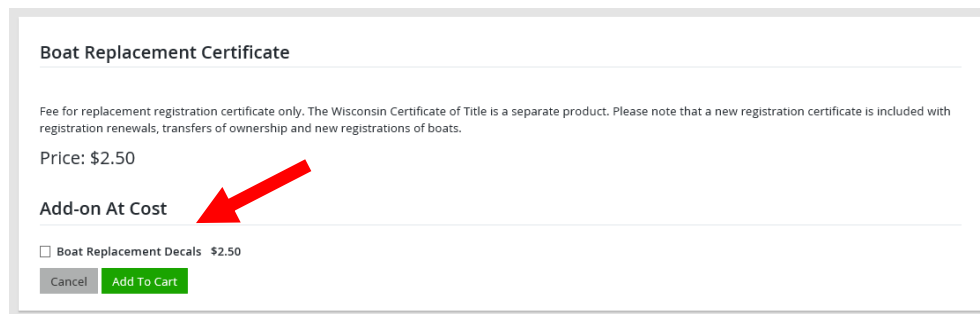 Boat Replacement Certificate
Fee for replacement registration certificate only. The Wisconsin Certificate of Title is a separate product. Please note that a new registration certificate is included with
registration renewals, transfers of ownership and new registrations of boats.
Price: $2.50
Add-on At Cost
Boat Replacement Decals $2.50
Cancel Add To Cart